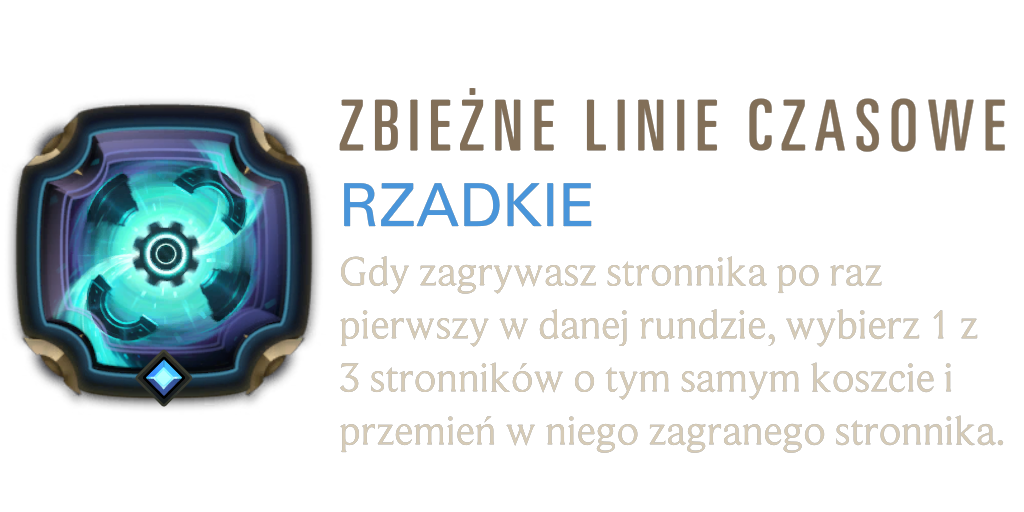 ZBIEŻNE LINIE CZASOWE
RZADKIE
Gdy zagrywasz stronnika po raz
pierwszy w danej rundzie, wybierz 1 z
3 stronników o tym samym koszcie i
przemień w niego zagranego stronnika.